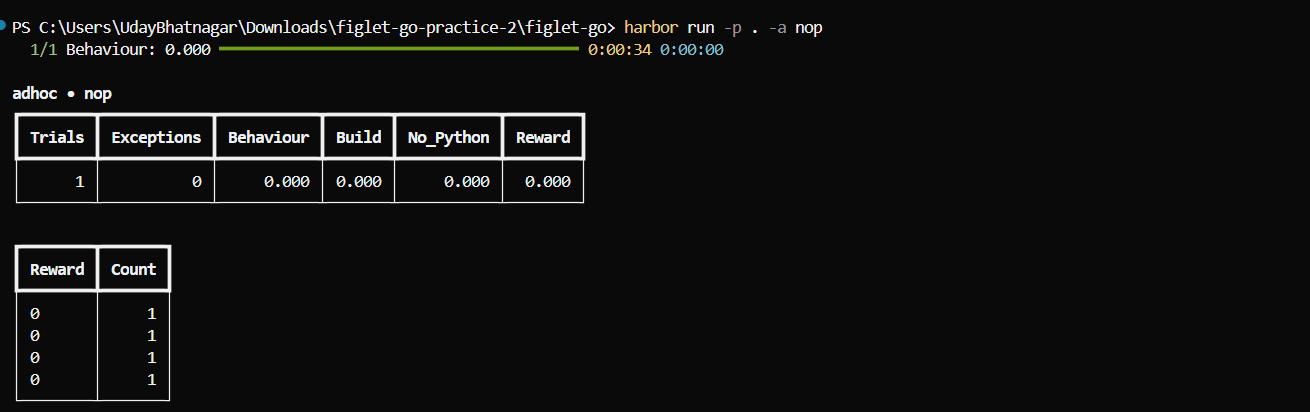 PS C:\Users\UdayBhatnagar\Downloads\figlet-go-practice-2\figlet-go> harbor run -p . -a nop
1/1 Behaviour: 0.000 0:00:34 0:00:00
adhoc • nop
Trials Exceptions Behaviour Build No_Python Reward
1 0 0.000 0.000 0.000 0.000
Reward Count
0 1
0 1
0 1
0 1